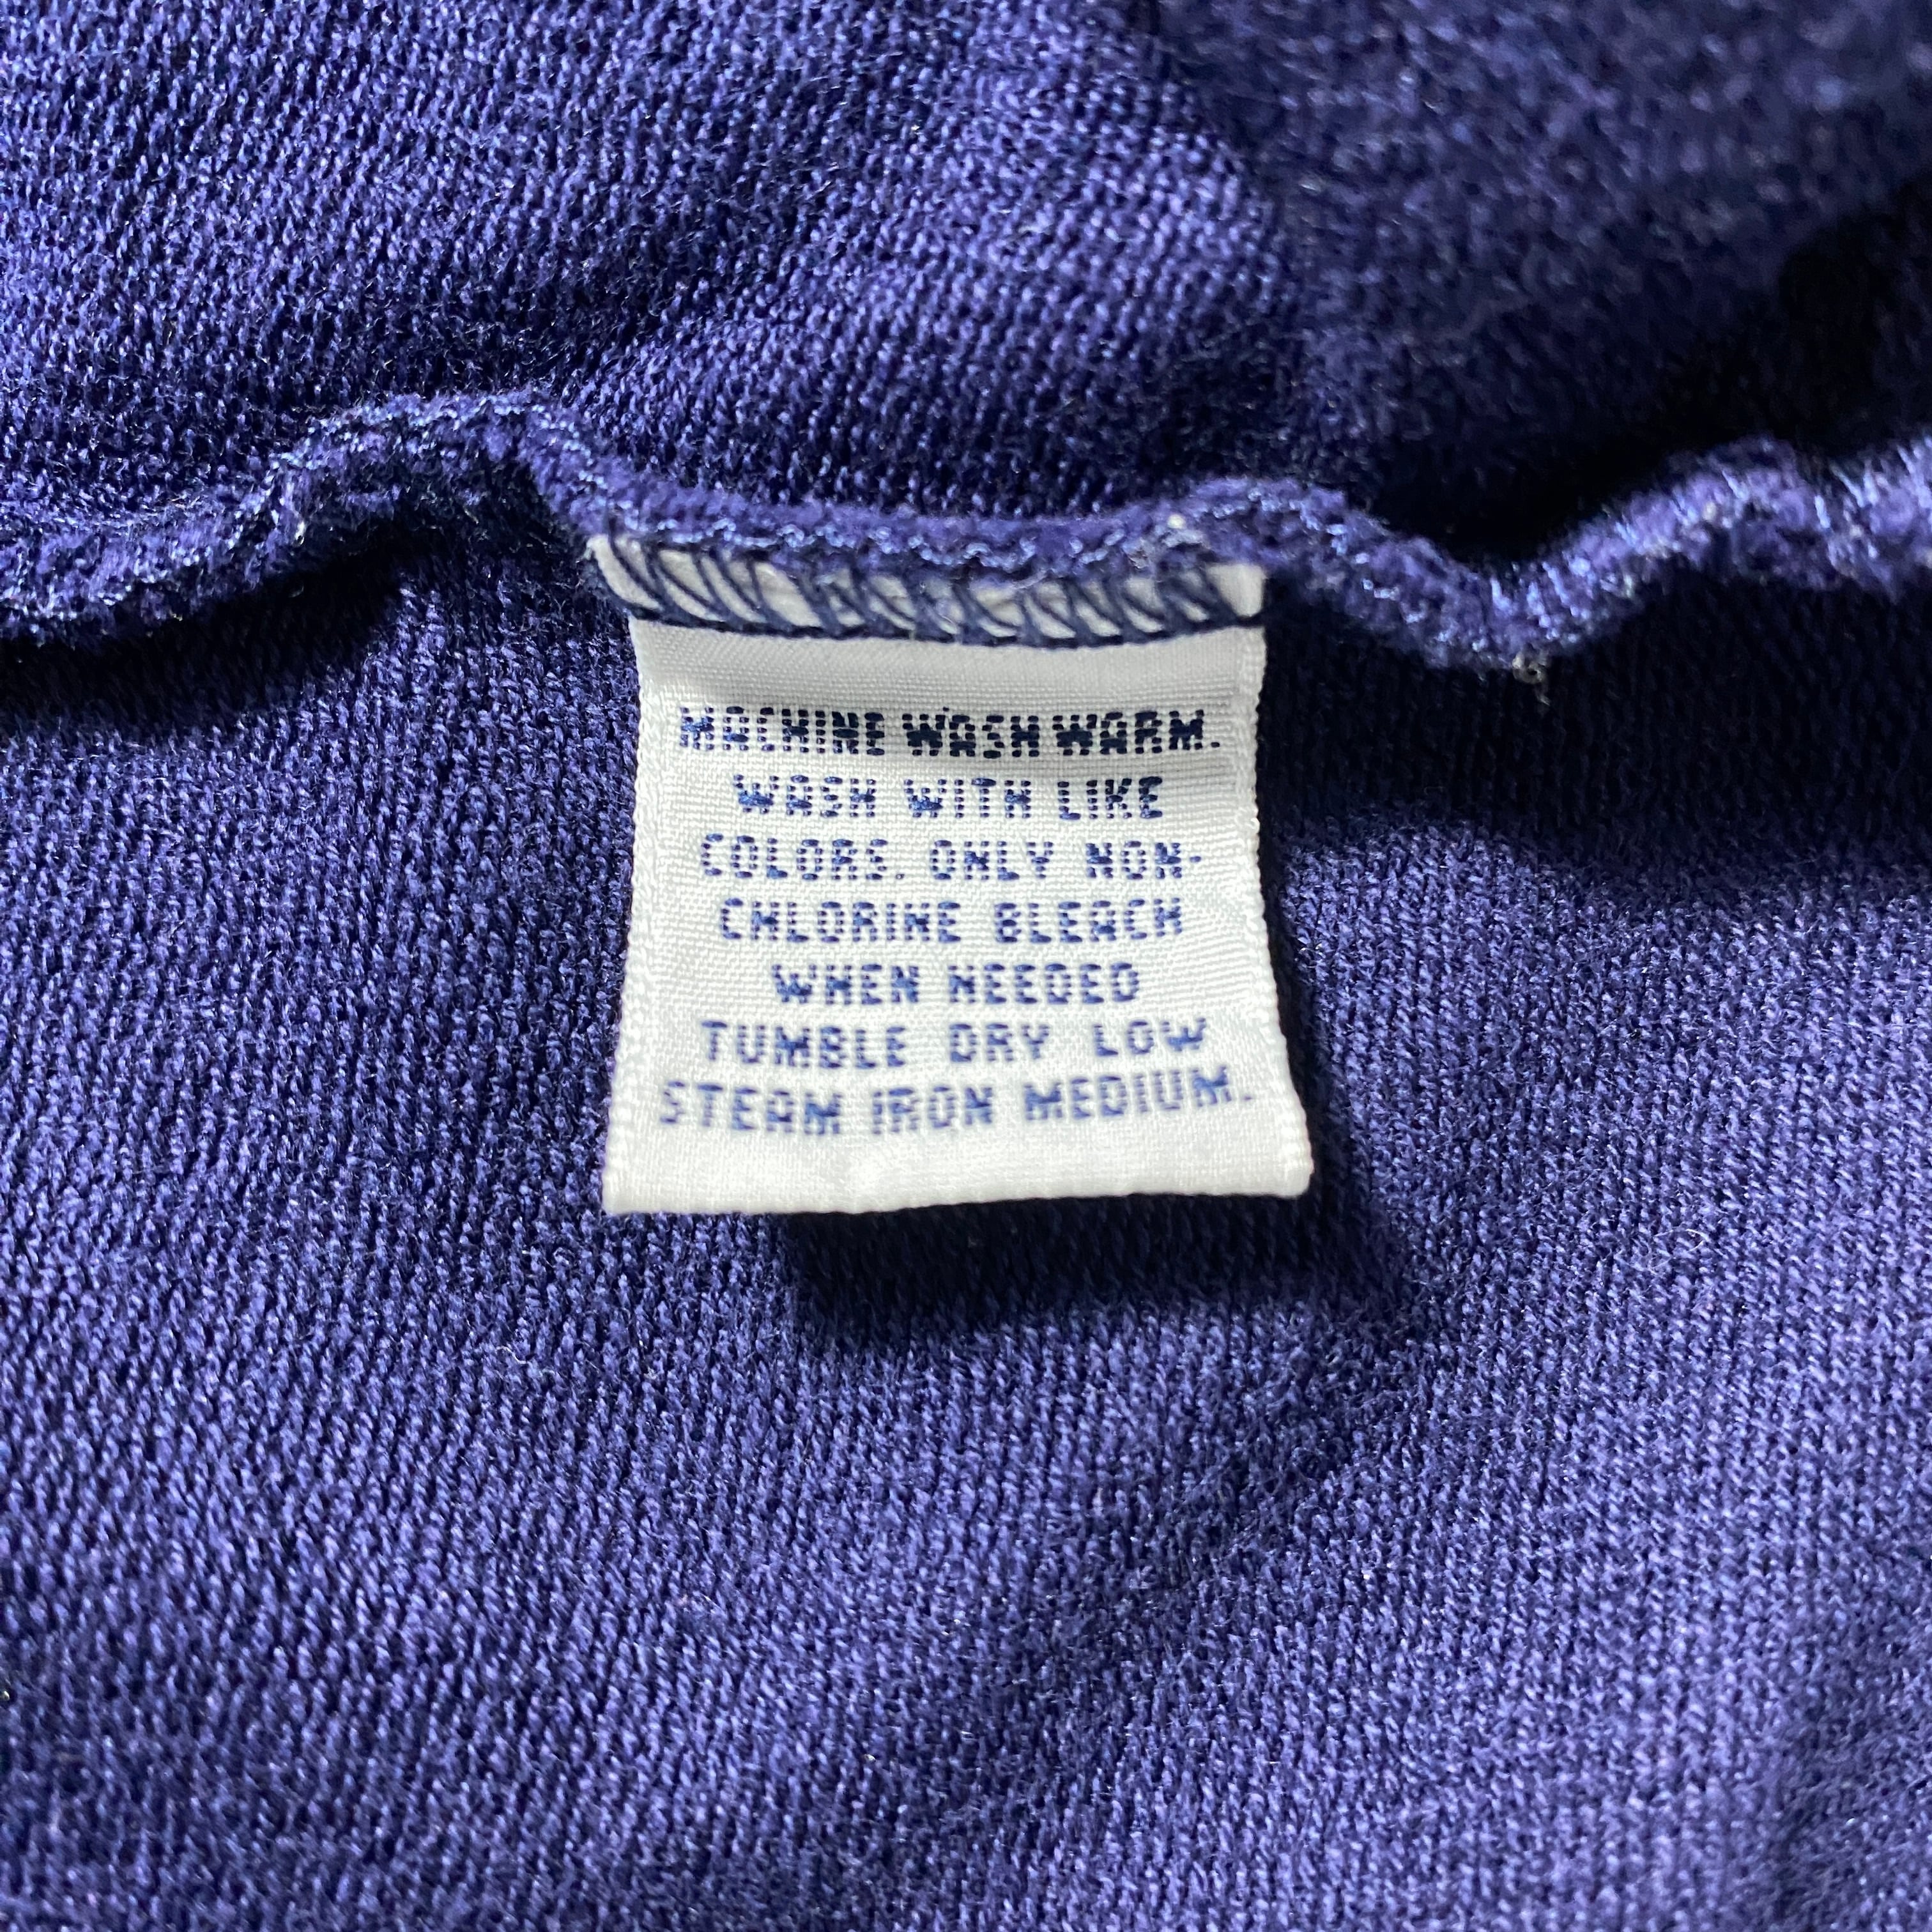 MACHINE WASH WARM.
WASH WITH LIKE
COLORS. ONLY NON-
CHLORINE BLEACH
WHEN NEEDED
TUMBLE DRY LOW
STEAM IRON MEDIUM.